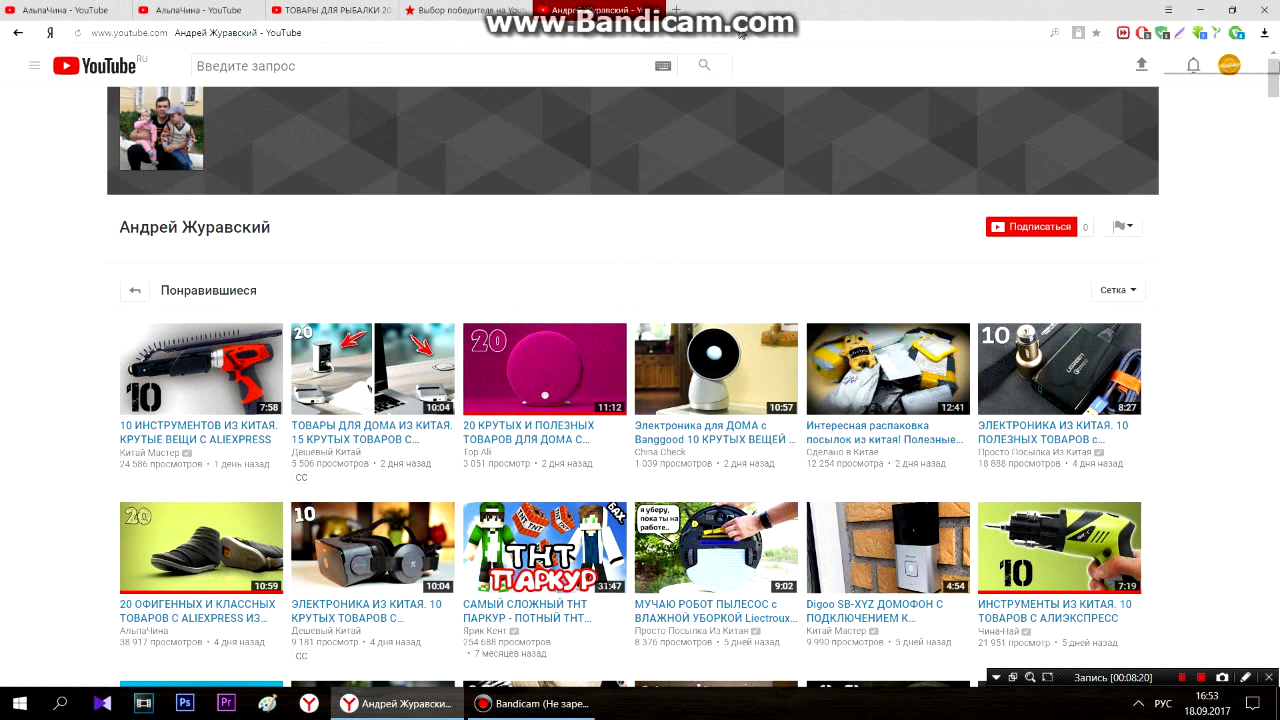 АльпаЧина - YouTube
АльпаЧина - YouTu
ТОВАРЫ ДЛЯ РЫБАЛКИ 20
Выбор победителя на You
Андрей Журавский - You
www.Bandicam.com
Я
www.youtube.com Андрей Журавский - YouTube
YouTube RU
Введите запрос
Андрей Журавский
Подписаться 0
Понравившиеся
Сетка
10
7:58
20
10:04
20
11:12
10:57
12:41
10
8:27
10 ИНСТРУМЕНТОВ ИЗ КИТАЯ. КРУТЫЕ ВЕЩИ С ALIEXPRESS
Китай Мастер
24 586 просмотров • 1 день назад
ТОВАРЫ ДЛЯ ДОМА ИЗ КИТАЯ. 15 КРУТЫХ ТОВАРОВ С...
Дешевый Китай
5 506 просмотров • 2 дня назад
CC
20 КРУТЫХ И ПОЛЕЗНЫХ ТОВАРОВ ДЛЯ ДОМА С...
Top Ali
3 051 просмотр • 2 дня назад
Электроника для ДОМА с Banggood 10 КРУТЫХ ВЕЩЕЙ ...
China Check
1 039 просмотров • 2 дня назад
Интересная распаковка посылок из китая! Полезные...
Сделано в Китае
12 254 просмотра • 2 дня назад
ЭЛЕКТРОНИКА ИЗ КИТАЯ. 10 ПОЛЕЗНЫХ ТОВАРОВ с...
Просто Посылка Из Китая
18 888 просмотров • 4 дня назад
20
10:59
10
10:04
БАХ.
TNT TNT
ТНТ
ПАРКУР
31:47
я уберу,
пока ты на
работе..
9:02
4:54
10
7:19
20 ОФИГЕННЫХ И КЛАССНЫХ ТОВАРОВ С ALIEXPRESS ИЗ...
АльпаЧина
38 917 просмотров • 4 дня назад
ЭЛЕКТРОНИКА ИЗ КИТАЯ. 10 КРУТЫХ ТОВАРОВ С...
Дешевый Китай
9 181 просмотр • 4 дня назад
CC
САМЫЙ СЛОЖНЫЙ ТНТ ПАРКУР - ПОТНЫЙ ТНТ...
Ярик Кент
254 688 просмотров
• 7 месяцев назад
МУЧАЮ РОБОТ ПЫЛЕСОС с ВЛАЖНОЙ УБОРКОЙ Liectroux...
Просто Посылка Из Китая
8 376 просмотров • 5 дней назад
Digoo SB-XYZ ДОМОФОН С ПОДКЛЮЧЕНИЕМ К...
Китай Мастер
9 990 просмотров • 5 дней назад
ИНСТРУМЕНТЫ ИЗ КИТАЯ. 10 ТОВАРОВ С АЛИЭКСПРЕСС
Чина-Най
21 951 просмотр • 5 дней назад
Запись [00:08:20]
Ps
Pr
Андрей Журавски...
Bandicam (Не заре...
РУС
16:53
18.09.2017